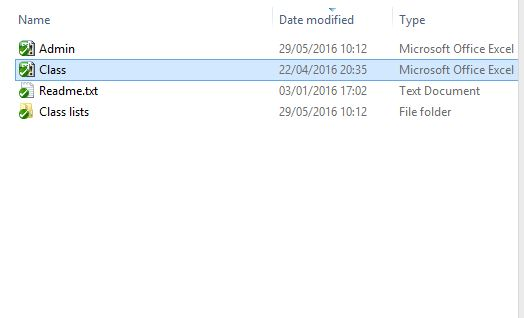 Name Date modified Type
Admin 29/05/2016 10:12 Microsoft Office Excel
Class 22/04/2016 20:35 Microsoft Office Excel
Readme.txt 03/01/2016 17:02 Text Document
Class lists 29/05/2016 10:12 File folder